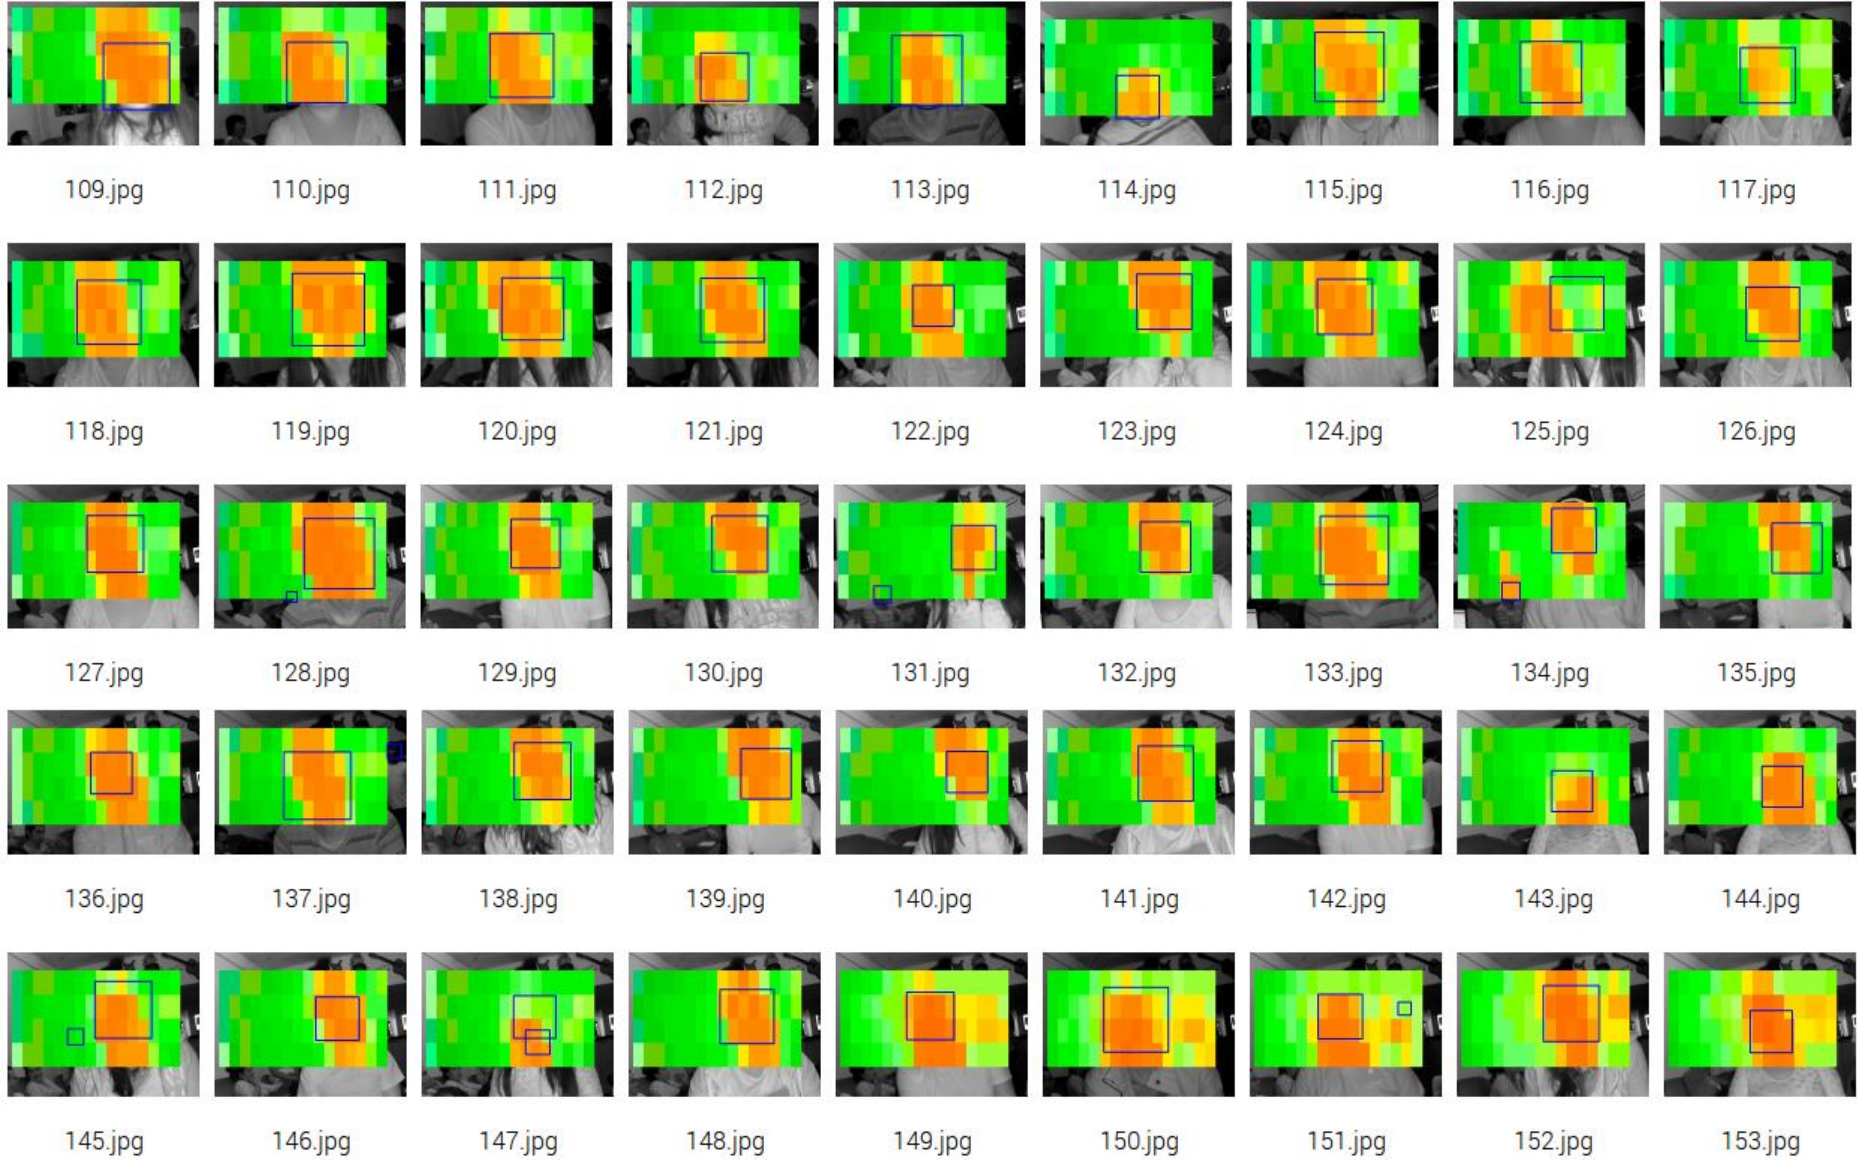 109.jpg 110.jpg 111.jpg 112.jpg 113.jpg 114.jpg 115.jpg 116.jpg 117.jpg
118.jpg 119.jpg 120.jpg 121.jpg 122.jpg 123.jpg 124.jpg 125.jpg 126.jpg
127.jpg 128.jpg 129.jpg 130.jpg 131.jpg 132.jpg 133.jpg 134.jpg 135.jpg
136.jpg 137.jpg 138.jpg 139.jpg 140.jpg 141.jpg 142.jpg 143.jpg 144.jpg
145.jpg 146.jpg 147.jpg 148.jpg 149.jpg 150.jpg 151.jpg 152.jpg 153.jpg